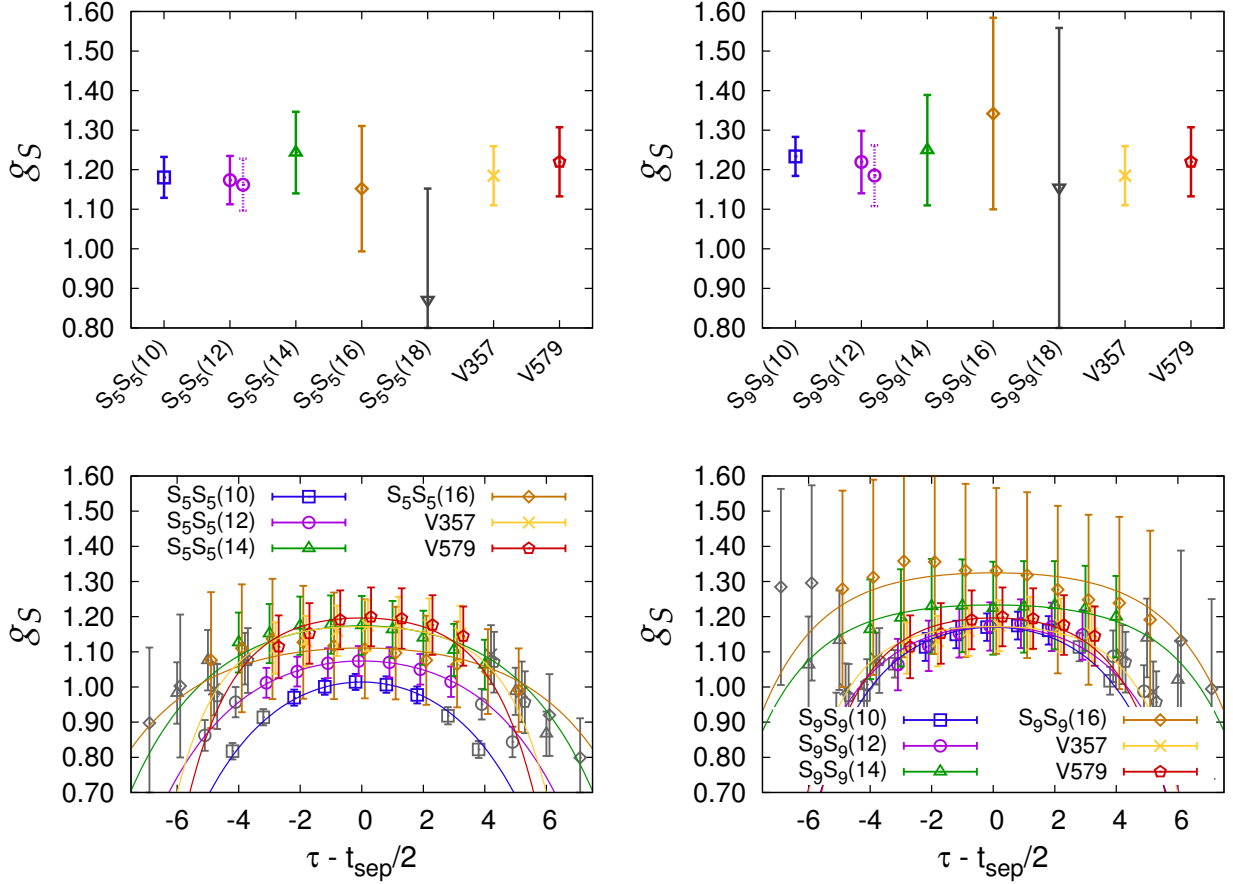 1.60
1.50
1.40
1.30
1.20
1.10
1.00
0.90
0.80
g_S
S5S5(10)
S5S5(12)
S5S5(14)
S5S5(16)
S5S5(18)
V357
V579
1.60
1.50
1.40
1.30
1.20
1.10
1.00
0.90
0.80
g_S
S9S9(10)
S9S9(12)
S9S9(14)
S9S9(16)
S9S9(18)
V357
V579
1.60
1.50
1.40
1.30
1.20
1.10
1.00
0.90
0.80
0.70
g_S
S5S5(10)
S5S5(12)
S5S5(14)
S5S5(16)
V357
V579
-6 -4 -2 0 2 4 6
τ - t_sep/2
1.60
1.50
1.40
1.30
1.20
1.10
1.00
0.90
0.80
0.70
g_S
S9S9(10)
S9S9(12)
S9S9(14)
S9S9(16)
V357
V579
-6 -4 -2 0 2 4 6
τ - t_sep/2